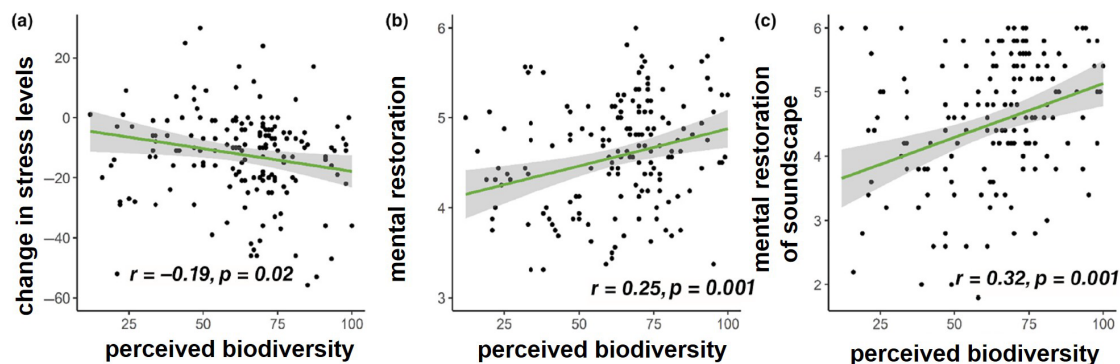 (a)
change in stress levels
20
0
−20
−40
−60
r = −0.19, p = 0.02
25
50
75
100
perceived biodiversity
(b)
mental restoration
6
5
4
3
r = 0.25, p = 0.001
25
50
75
100
perceived biodiversity
(c)
mental restoration
of soundscape
6
5
4
3
2
r = 0.32, p = 0.001
25
50
75
100
perceived biodiversity